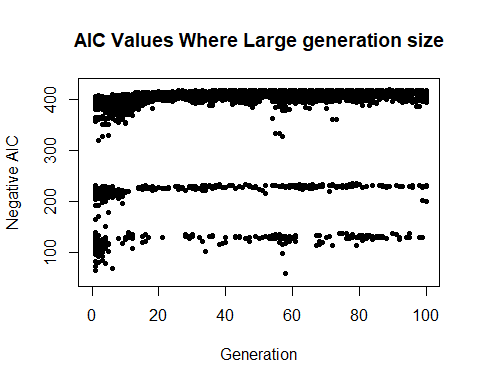 AIC Values Where Large generation size
Negative AIC
400
300
200
100
0 20 40 60 80 100
Generation